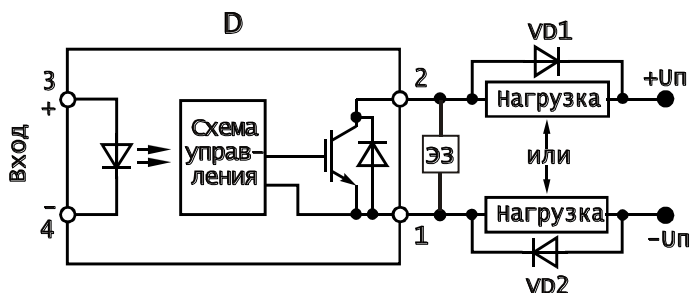 D
VD1
3
+
2
Нагрузка
+Uп
Вход
Схема
управ-
ления
ЭЗ
или
-
4
1
Нагрузка
-Uп
VD2